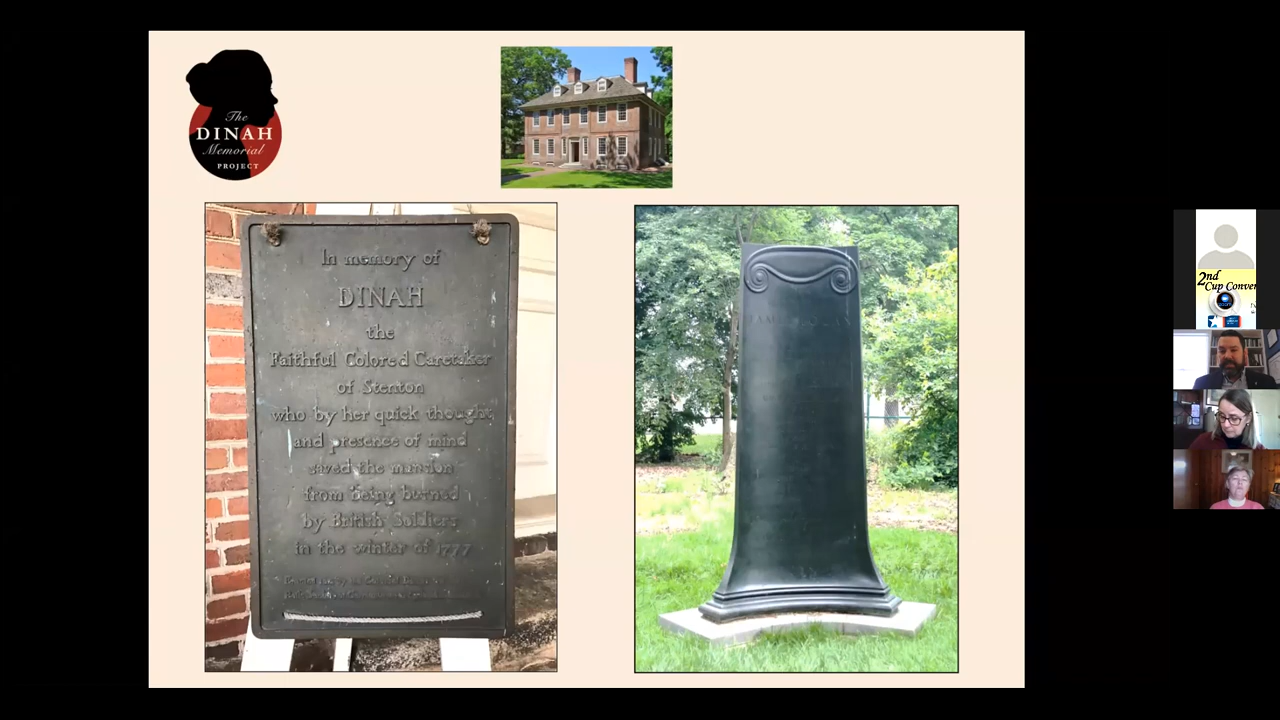 The
DINAH
Memorial
PROJECT
In memory of
DINAH
the
Faithful Colored Caretaker
of Stenton
who by her quick thought
and presence of mind
saved the mansion
from being burned
by British Soldiers
in the winter of 1777
2nd
Cup Conver
zoom